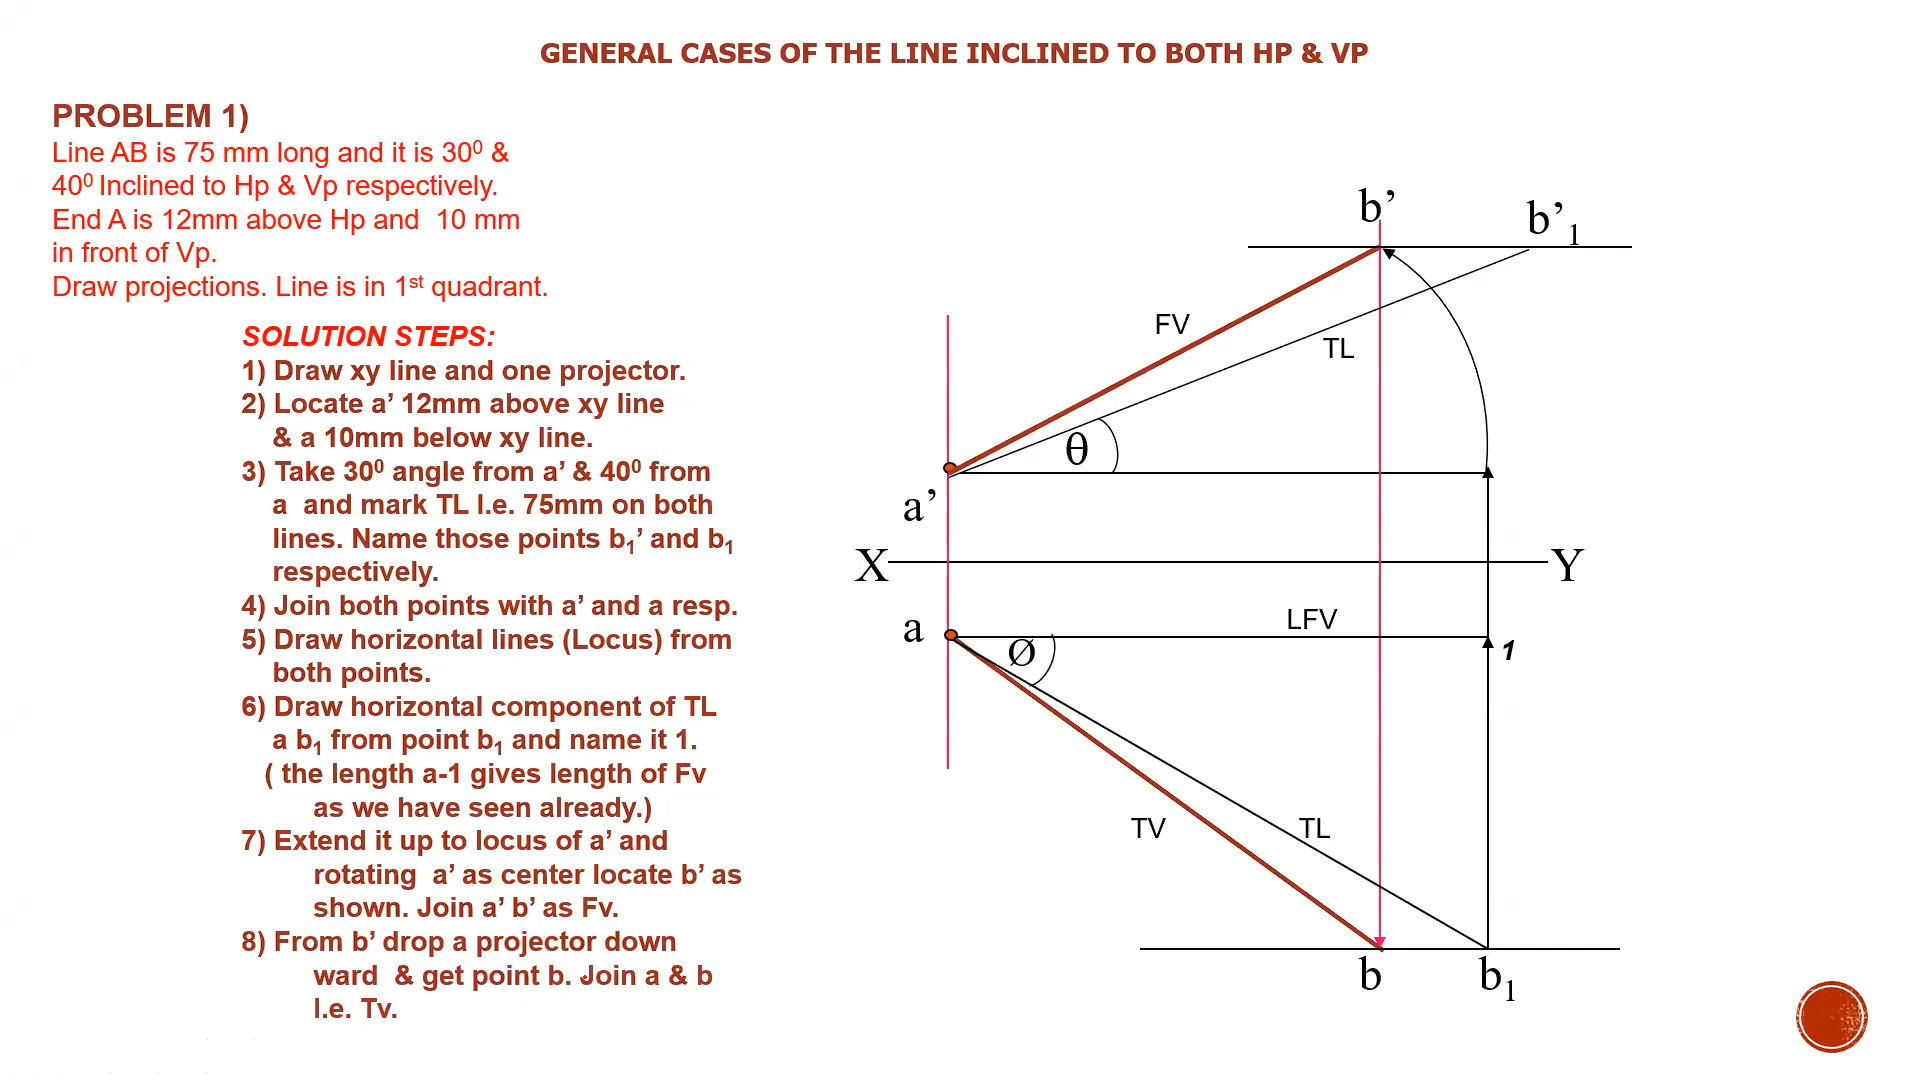 GENERAL CASES OF THE LINE INCLINED TO BOTH HP & VP
PROBLEM 1)
Line AB is 75 mm long and it is 30⁰ &
40⁰ Inclined to Hp & Vp respectively.
End A is 12mm above Hp and 10 mm
in front of Vp.
Draw projections. Line is in 1ˢᵗ quadrant.
SOLUTION STEPS:
1) Draw xy line and one projector.
2) Locate a’ 12mm above xy line
& a 10mm below xy line.
3) Take 30⁰ angle from a’ & 40⁰ from
a and mark TL I.e. 75mm on both
lines. Name those points b₁’ and b₁
respectively.
4) Join both points with a’ and a resp.
5) Draw horizontal lines (Locus) from
both points.
6) Draw horizontal component of TL
a b₁ from point b₁ and name it 1.
( the length a-1 gives length of Fv
as we have seen already.)
7) Extend it up to locus of a’ and
rotating a’ as center locate b’ as
shown. Join a’ b’ as Fv.
8) From b’ drop a projector down
ward & get point b. Join a & b
I.e. Tv.
b’
b’₁
FV
TL
θ
a’
X
Y
LFV
a
Ø
1
TV
TL
b
b₁